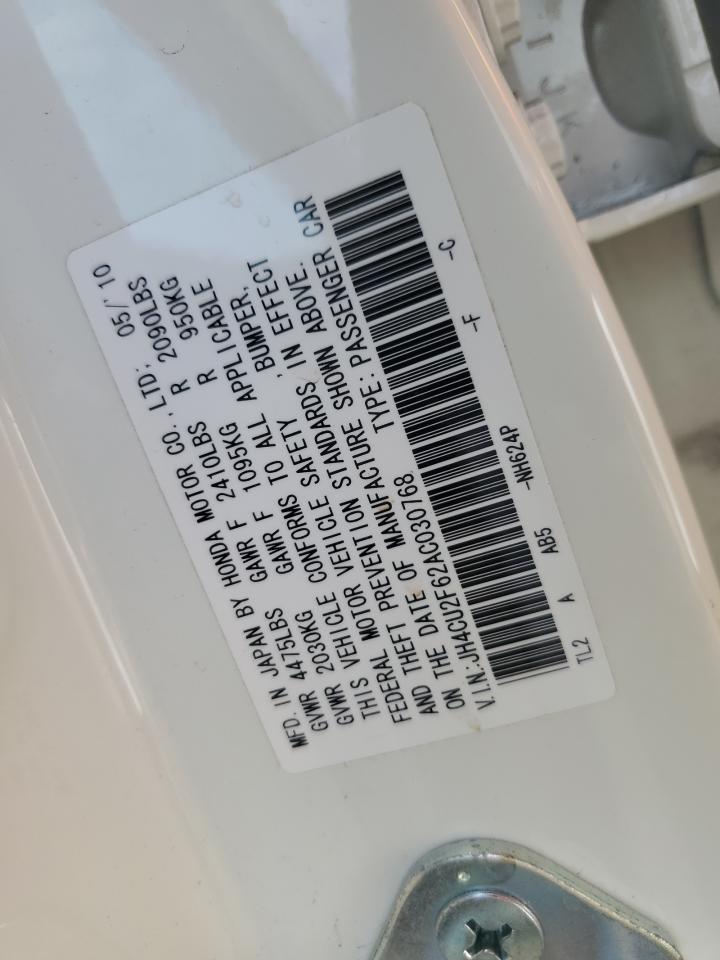 MFD. IN JAPAN BY HONDA MOTOR CO., LTD: 05//10
GVWR 4475LBS GAWR F 2410LBS R 2090LBS
GVWR 2030KG GAWR F 1095KG R 950KG
THIS VEHICLE CONFORMS TO ALL APPLICABLE
FEDERAL MOTOR VEHICLE SAFETY , BUMPER,
AND THEFT PREVENTION STANDARDS IN EFFECT
ON THE DATE OF MANUFACTURE SHOWN ABOVE.
V.I.N.:JH4CU2F62AC030768 TYPE:PASSENGER CAR
TL2 A AB5 -NH624P -F -C